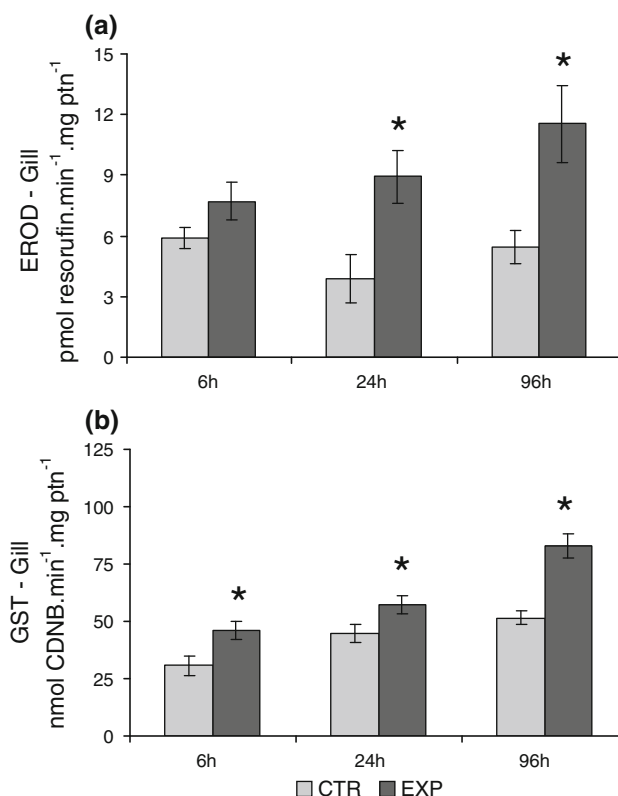 (a)
EROD - Gill
pmol resorufin.min⁻¹.mg ptn⁻¹
15
12
9
6
3
0
*
*
6h
24h
96h
(b)
GST - Gill
nmol CDNB.min⁻¹.mg ptn⁻¹
125
100
75
50
25
0
*
*
*
6h
24h
96h
CTR
EXP